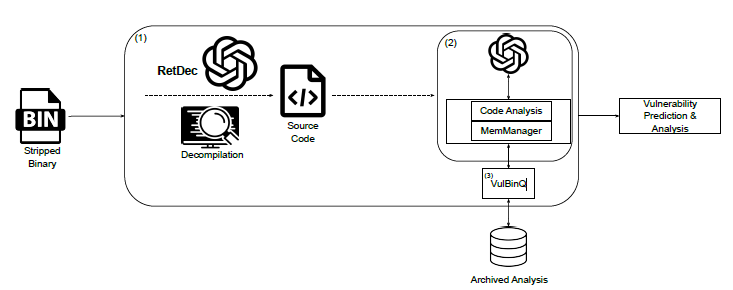 (1)
(2)
RetDec
BIN
</>
Code Analysis
MemManager
Vulnerability
Prediction &
Analysis
Source
Code
Decompilation
Stripped
Binary
(3)
VulBinQ
Archived Analysis